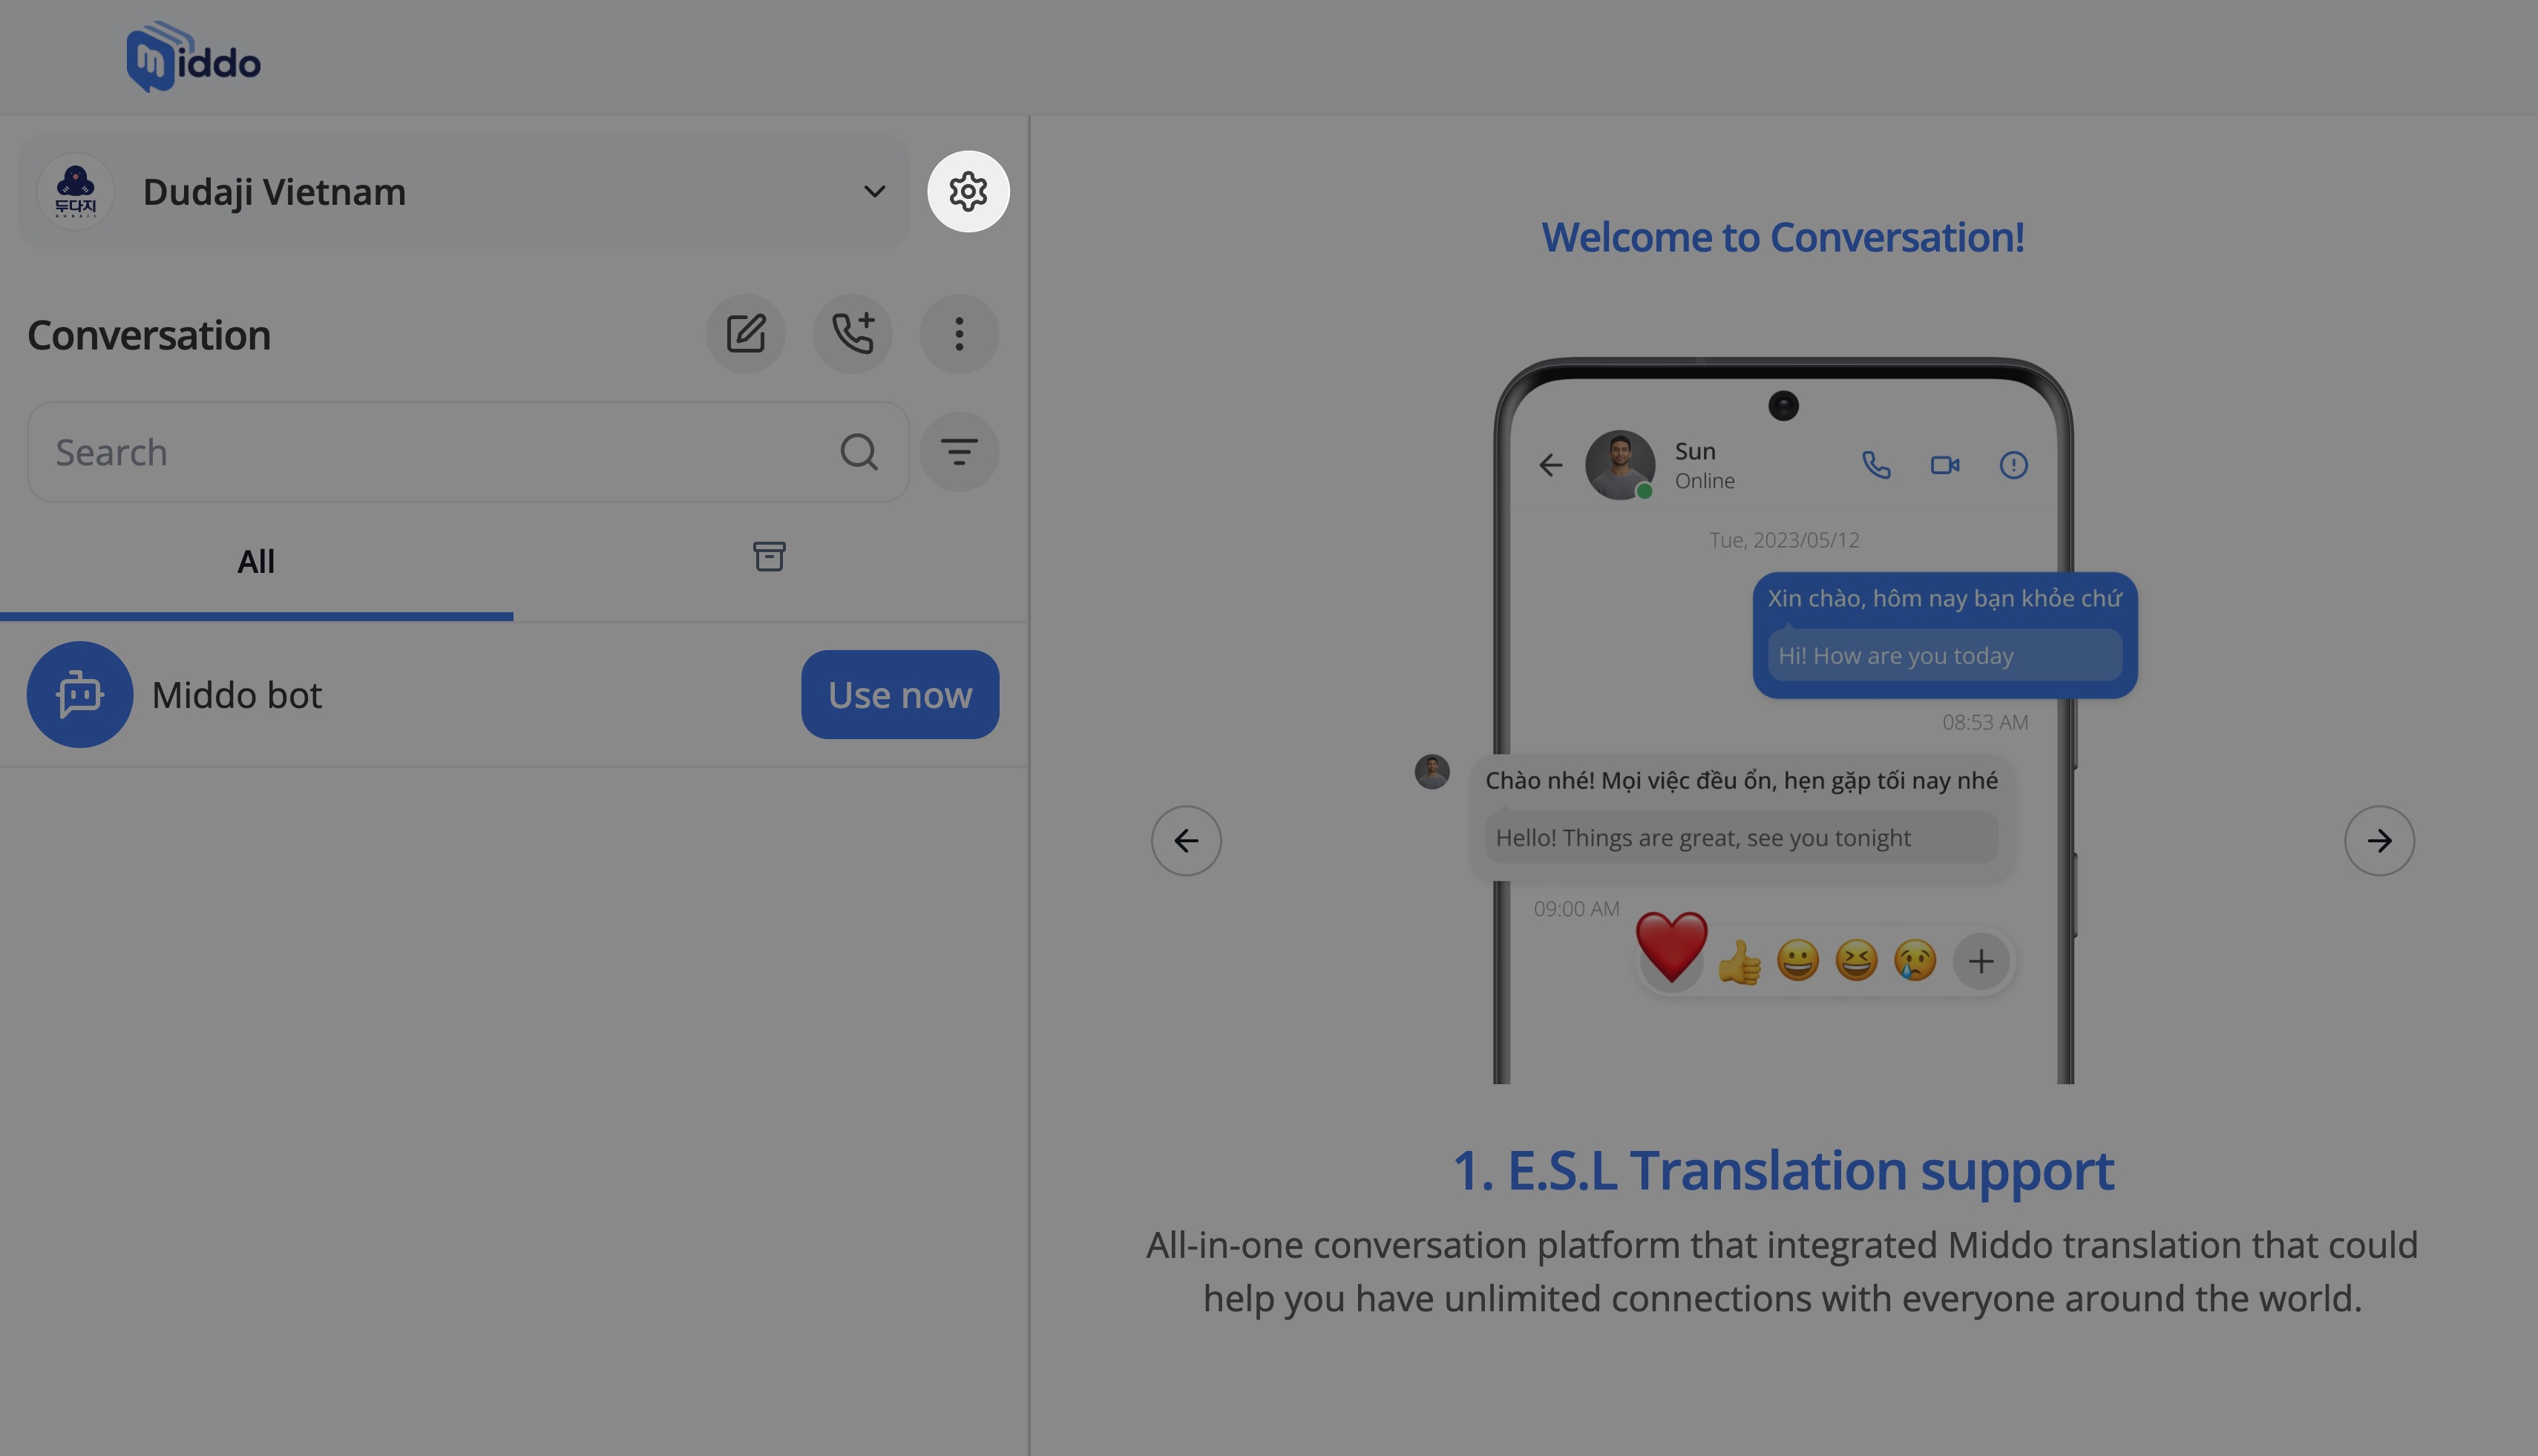 middo
두다지
DUDAJI
Dudaji Vietnam
Conversation
Search
All
Middo bot
Use now
Welcome to Conversation!
Sun
Online
Tue, 2023/05/12
Xin chào, hôm nay bạn khỏe chứ
Hi! How are you today
08:53 AM
Chào nhé! Mọi việc đều ổn, hẹn gặp tối nay nhé
Hello! Things are great, see you tonight
09:00 AM
1. E.S.L Translation support
All-in-one conversation platform that integrated Middo translation that could
help you have unlimited connections with everyone around the world.